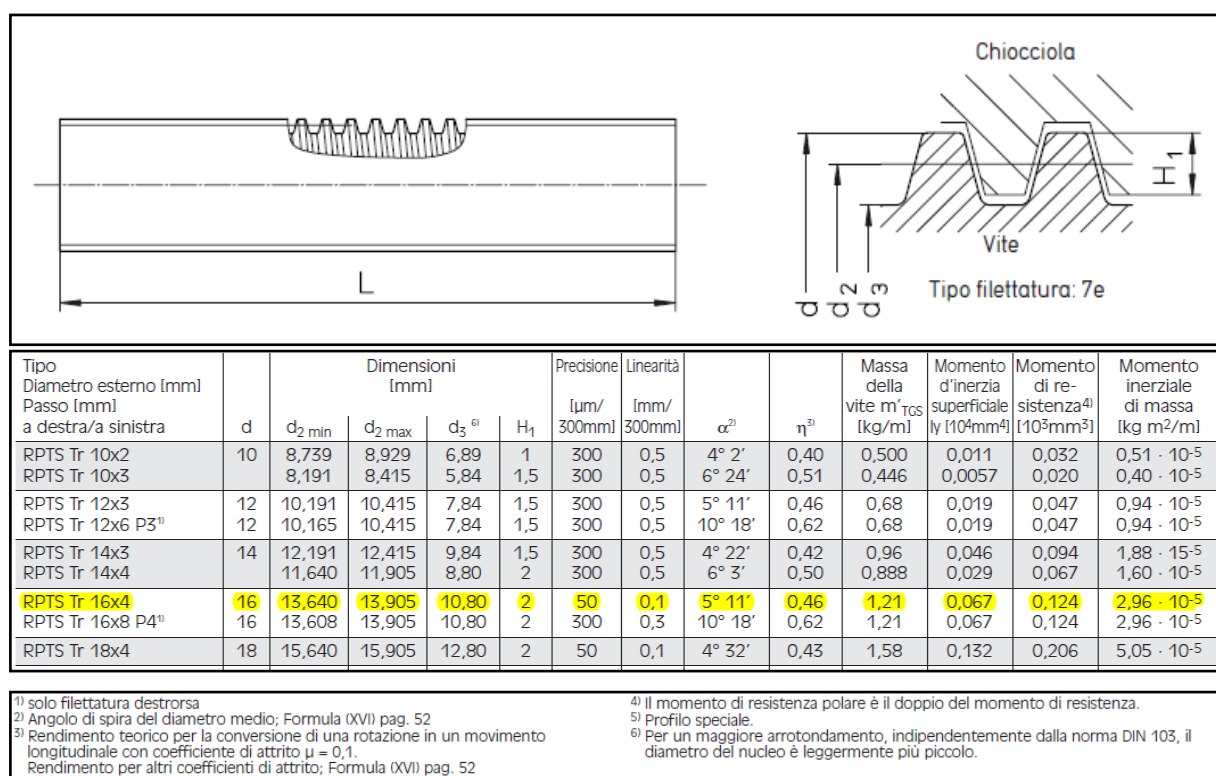 Chiocciola
H1
Vite
L
d
d2
d3
Tipo filettatura: 7e
Tipo
Diametro esterno [mm]
Passo [mm]
a destra/a sinistra
d
Dimensioni
[mm]
d2 min
d2 max
d3 6)
H1
Precisione
[µm/
300mm]
Linearità
[mm/
300mm]
α2)
η3)
Massa
della
vite m'TGS
[kg/m]
Momento
d'inerzia
superficiale
Iy [10⁴mm⁴]
Momento
di re-
sistenza4)
[10³mm³]
Momento
inerziale
di massa
[kg m²/m]
RPTS Tr 10x2 10 8,739 8,929 6,89 1 300 0,5 4° 2′ 0,40 0,500 0,011 0,032 0,51 · 10-5
RPTS Tr 10x3 8,191 8,415 5,84 1,5 300 0,5 6° 24′ 0,51 0,446 0,0057 0,020 0,40 · 10-5
RPTS Tr 12x3 12 10,191 10,415 7,84 1,5 300 0,5 5° 11′ 0,46 0,68 0,019 0,047 0,94 · 10-5
RPTS Tr 12x6 P31) 12 10,165 10,415 7,84 1,5 300 0,5 10° 18′ 0,62 0,68 0,019 0,047 0,94 · 10-5
RPTS Tr 14x3 14 12,191 12,415 9,84 1,5 300 0,5 4° 22′ 0,42 0,96 0,046 0,094 1,88 · 15-5
RPTS Tr 14x4 11,640 11,905 8,80 2 300 0,5 6° 3′ 0,50 0,888 0,029 0,067 1,60 · 10-5
RPTS Tr 16x4 16 13,640 13,905 10,80 2 50 0,1 5° 11′ 0,46 1,21 0,067 0,124 2,96 · 10-5
RPTS Tr 16x8 P41) 16 13,608 13,905 10,80 2 300 0,3 10° 18′ 0,62 1,21 0,067 0,124 2,96 · 10-5
RPTS Tr 18x4 18 15,640 15,905 12,80 2 50 0,1 4° 32′ 0,43 1,58 0,132 0,206 5,05 · 10-5
1) solo filettatura destrorsa
2) Angolo di spira del diametro medio; Formula (XVI) pag. 52
3) Rendimento teorico per la conversione di una rotazione in un movimento
longitudinale con coefficiente di attrito µ = 0,1.
Rendimento per altri coefficienti di attrito; Formula (XVI) pag. 52
4) Il momento di resistenza polare è il doppio del momento di resistenza.
5) Profilo speciale.
6) Per un maggiore arrotondamento, indipendentemente dalla norma DIN 103, il
diametro del nucleo è leggermente più piccolo.